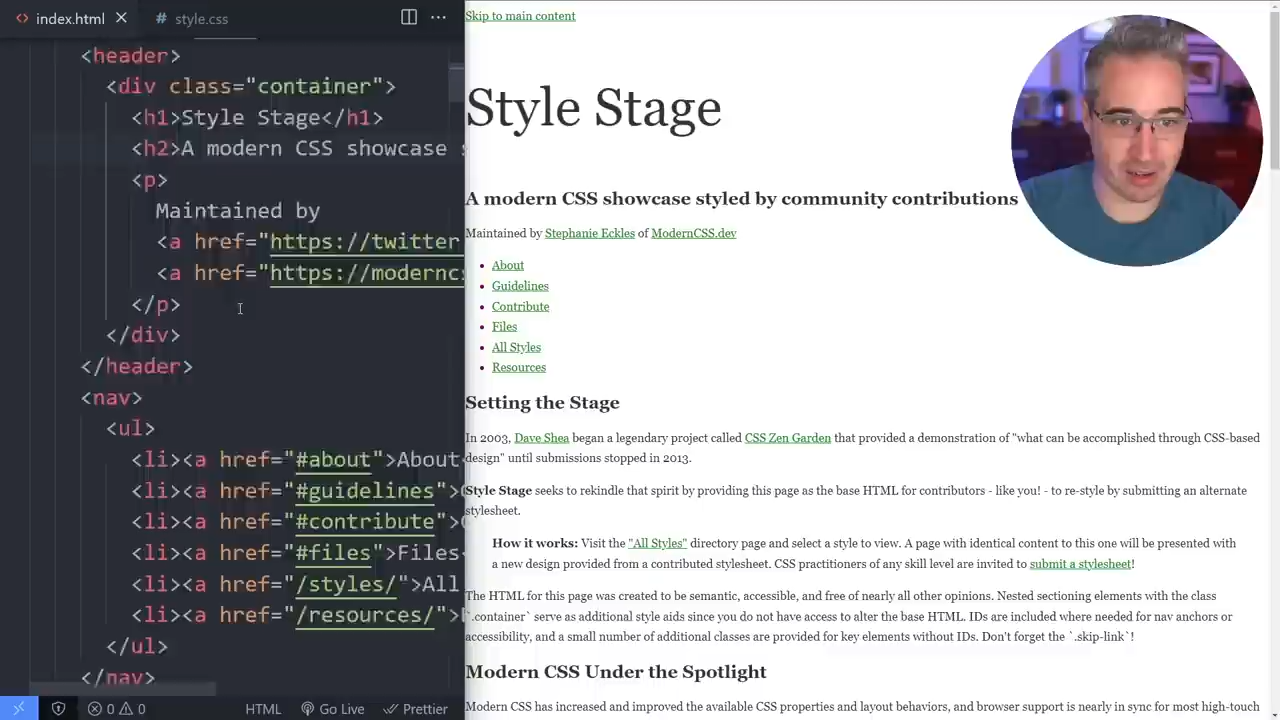 index.html
style.css
<header>
<div class="container">
<h1>Style Stage</h1>
<h2>A modern CSS showcase
<p>
Maintained by
<a href="https://twitter
<a href="https://modernc
</p>
</div>
</header>
<nav>
<ul>
<li><a href="#about">About
<li><a href="#guidelines">
<li><a href="#contribute">
<li><a href="#files">Files
<li><a href="/styles/">All
<li><a href="/resources/">
</ul>
</nav>
0 0
HTML
Go Live
Prettier
Skip to main content
Style Stage
A modern CSS showcase styled by community contributions
Maintained by Stephanie Eckles of ModernCSS.dev
About
Guidelines
Contribute
Files
All Styles
Resources
Setting the Stage
In 2003, Dave Shea began a legendary project called CSS Zen Garden that provided a demonstration of "what can be accomplished through CSS-based
design" until submissions stopped in 2013.
Style Stage seeks to rekindle that spirit by providing this page as the base HTML for contributors - like you! - to re-style by submitting an alternate
stylesheet.
How it works: Visit the "All Styles" directory page and select a style to view. A page with identical content to this one will be presented with
a new design provided from a contributed stylesheet. CSS practitioners of any skill level are invited to submit a stylesheet!
The HTML for this page was created to be semantic, accessible, and free of nearly all other opinions. Nested sectioning elements with the class
`.container` serve as additional style aids since you do not have access to alter the base HTML. IDs are included where needed for nav anchors or
accessibility, and a small number of additional classes are provided for key elements without IDs. Don't forget the `.skip-link`!
Modern CSS Under the Spotlight
Modern CSS has increased and improved the available CSS properties and layout behaviors, and browser support is nearly in sync for most high-touch